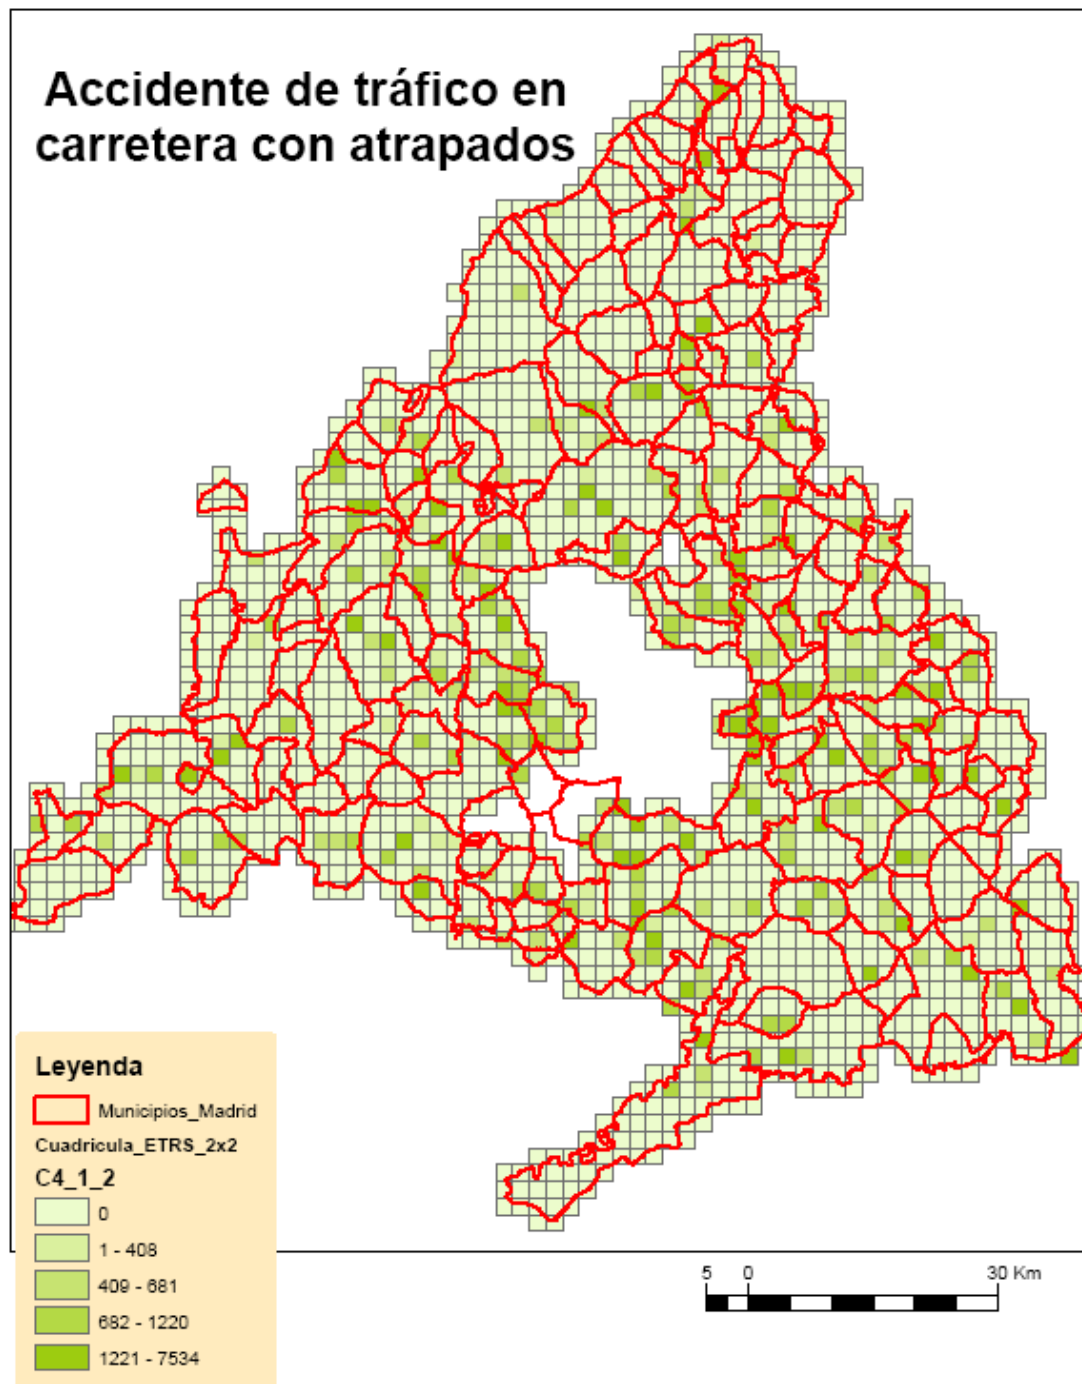 Accidente de tráfico en
carretera con atrapados
Leyenda
Municipios_Madrid
Cuadricula_ETRS_2x2
C4_1_2
0
1 - 408
409 - 681
682 - 1220
1221 - 7534
5 0 30 Km